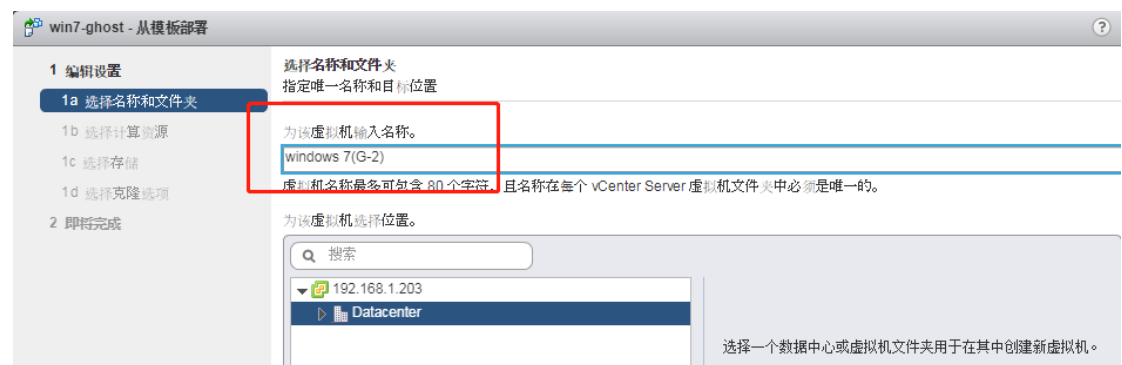 win7-ghost - 从模板部署
?
1 编辑设置
1a 选择名称和文件夹
1b 选择计算资源
1c 选择存储
1d 选择克隆选项
2 即将完成
选择名称和文件夹
指定唯一名称和目标位置
为该虚拟机输入名称。
windows 7(G-2)
虚拟机名称最多可包含 80 个字符，且名称在每个 vCenter Server 虚拟机文件夹中必须是唯一的。
为该虚拟机选择位置。
搜索
192.168.1.203
Datacenter
选择一个数据中心或虚拟机文件夹用于在其中创建新虚拟机。